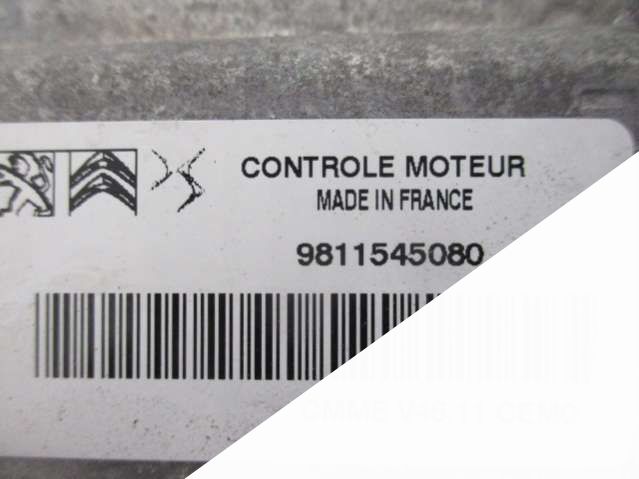 CONTROLE MOTEUR
MADE IN FRANCE
9811545080